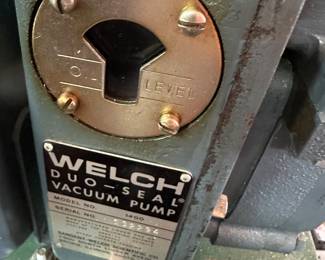 OIL LEVEL
WELCH
DUO-SEAL
VACUUM PUMP
MODEL NO. 1400
SERIAL NO.